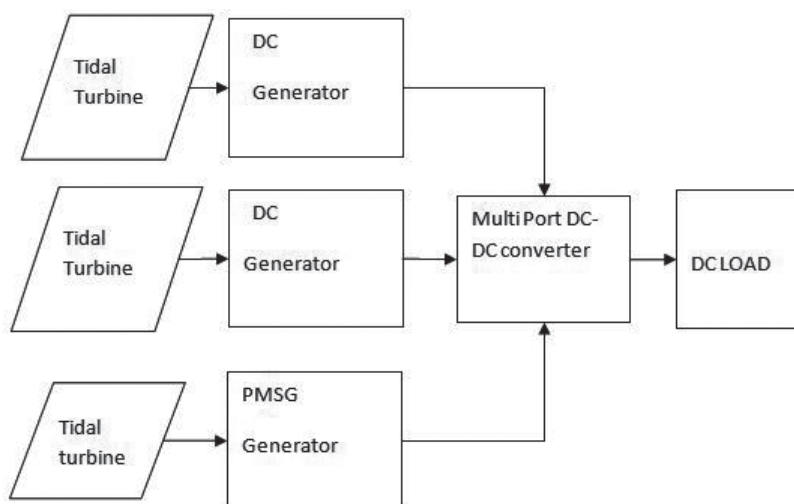 Tidal
Turbine
DC
Generator
Tidal
Turbine
DC
Generator
Multi Port DC-
DC converter
DC LOAD
Tidal
turbine
PMSG
Generator